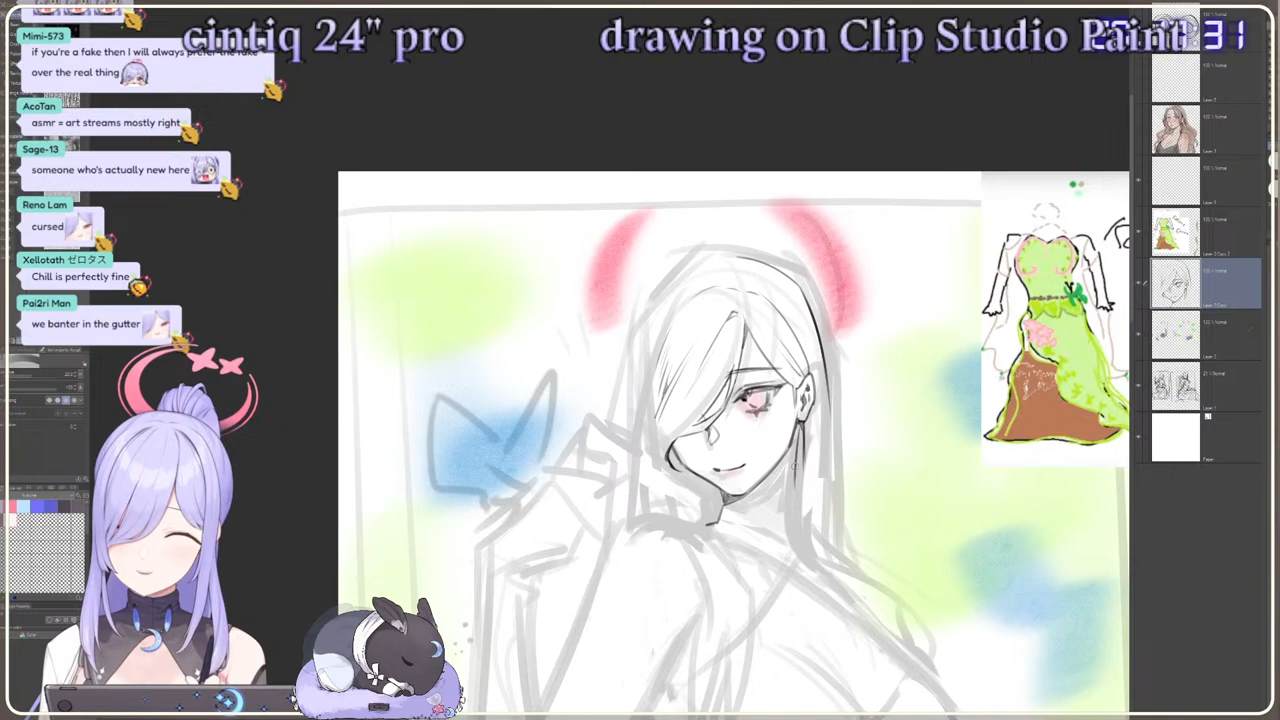 cintiq 24" pro
drawing on Clip Studio Paint
31
Mimi-573
if you're a fake then I will always prefer the fake
over the real thing
AcoTan
asmr = art streams mostly right
Sage-13
someone who's actually new here
Reno Lam
cursed
Xellotath ゼロタス
Chill is perfectly fine
Pai2ri Man
we banter in the gutter